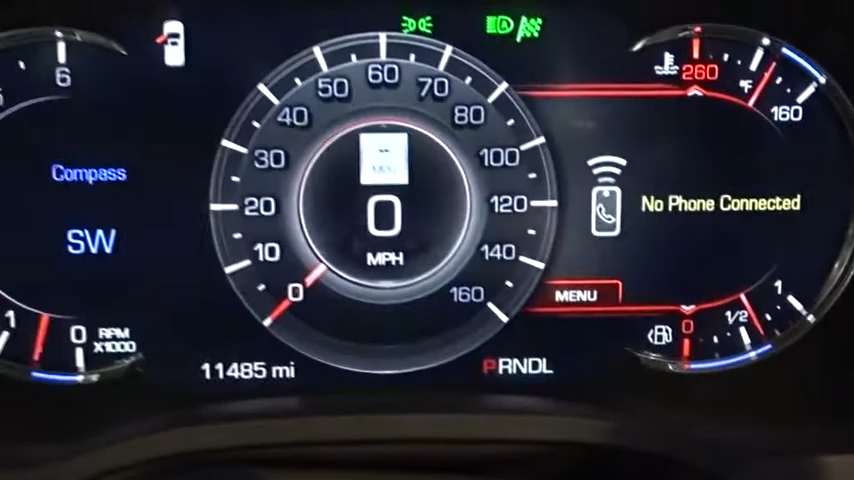 6
Compass
SW
1
0
RPM
X1000
0
10
20
30
40
50
60
70
80
100
120
140
160
0
MPH
11485 mi
PRNDL
260
°F
160
No Phone Connected
MENU
0
1/2
1